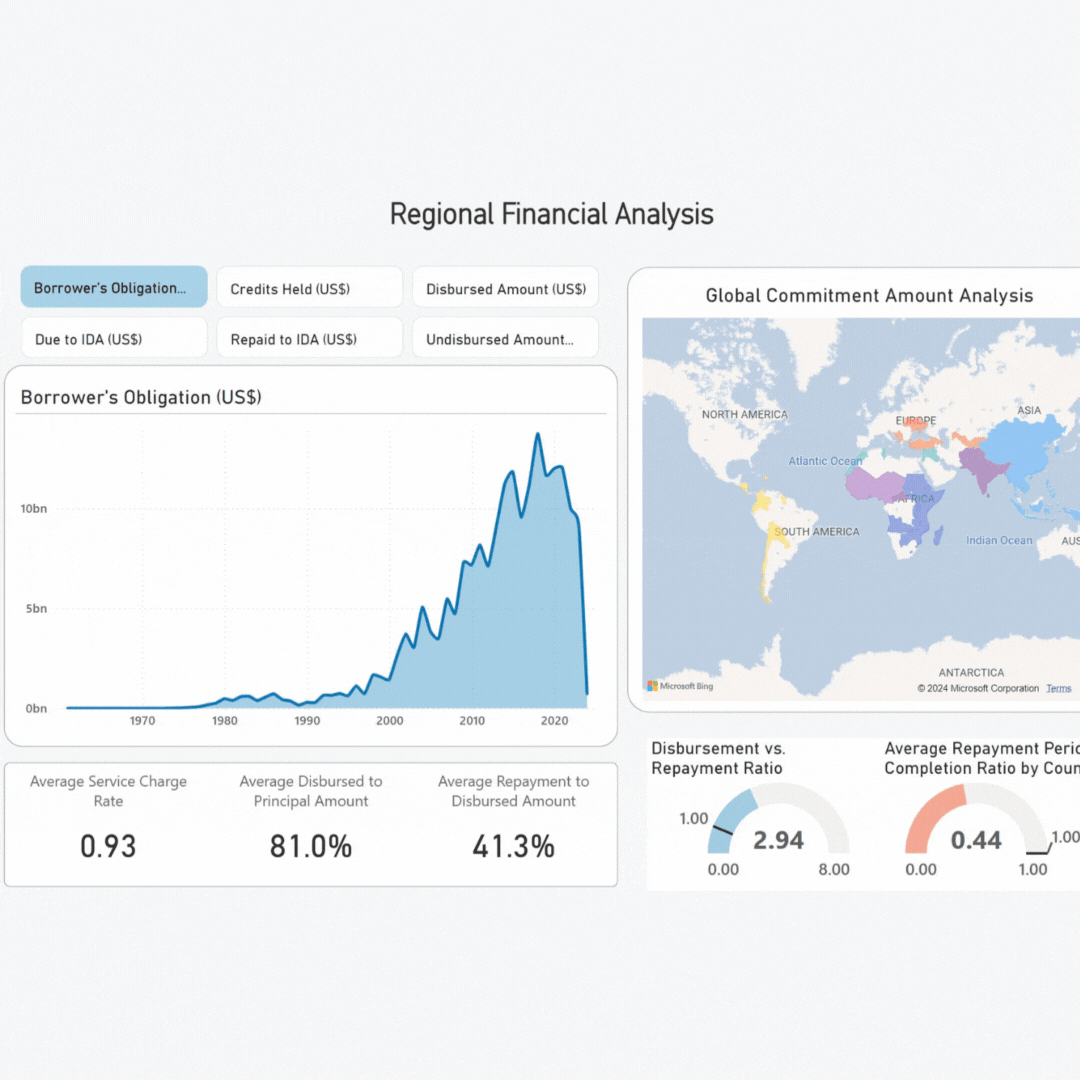 Regional Financial Analysis
Borrower's Obligation...
Credits Held (US$)
Disbursed Amount (US$)
Due to IDA (US$)
Repaid to IDA (US$)
Undisbursed Amount...
Borrower's Obligation (US$)
10bn
5bn
0bn
1970
1980
1990
2000
2010
2020
Average Service Charge
Rate
0.93
Average Disbursed to
Principal Amount
81.0%
Average Repayment to
Disbursed Amount
41.3%
Global Commitment Amount Analysis
NORTH AMERICA
EUROPE
ASIA
Atlantic Ocean
AFRICA
SOUTH AMERICA
Indian Ocean
AUS
ANTARCTICA
Microsoft Bing
© 2024 Microsoft Corporation
Terms
Disbursement vs.
Repayment Ratio
1.00
2.94
0.00
8.00
Average Repayment Peric
Completion Ratio by Coun
0.44
1.00
0.00
1.00